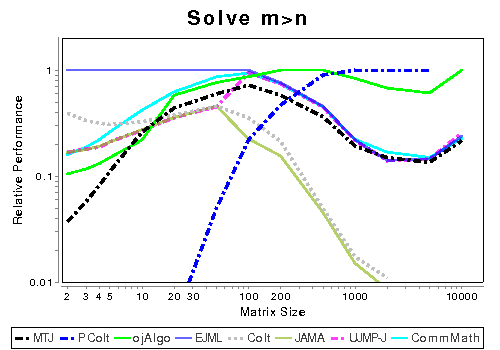 Solve m>n
Relative Performance
1
0.1
0.01
2 3 4 5 10 20 30 100 200 1000 10000
Matrix Size
MTJ PColt ojAlgo EJML Colt JAMA UJMP-J CommMath